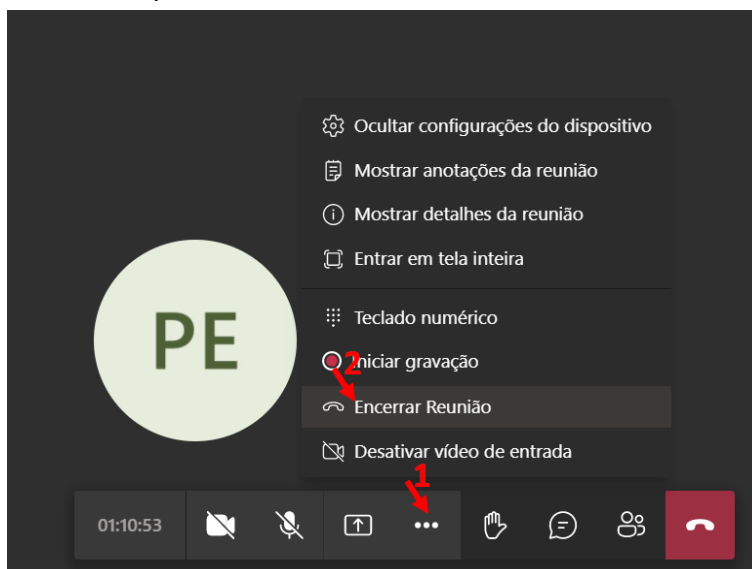 Ocultar configurações do dispositivo
Mostrar anotações da reunião
Mostrar detalhes da reunião
Entrar em tela inteira
PE
Teclado numérico
2
Iniciar gravação
Encerrar Reunião
Desativar vídeo de entrada
1
01:10:53